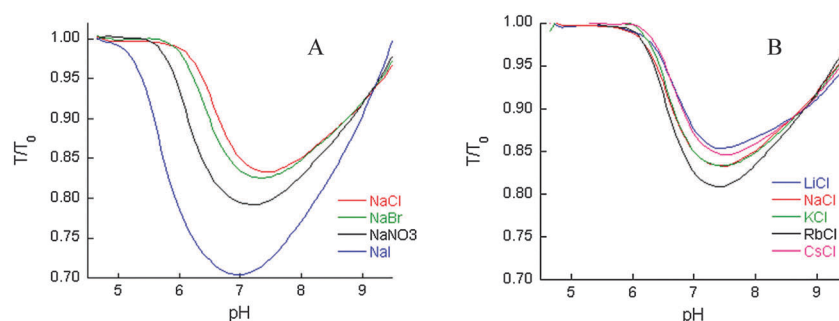 A
1.00
0.95
0.90
0.85
0.80
0.75
0.70
T/T0
5 6 7 8 9
pH
NaCl
NaBr
NaNO3
NaI
B
1.00
0.95
0.90
0.85
0.80
0.75
0.70
T/T0
5 6 7 8 9
pH
LiCl
NaCl
KCl
RbCl
CsCl